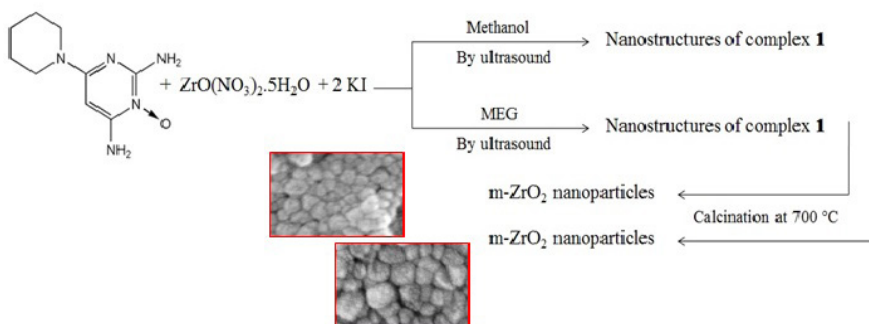 Methanol
By ultrasound
Nanostructures of complex 1
N
N
NH₂
N
O
NH₂
+ ZrO(NO₃)₂.5H₂O + 2 KI
MEG
By ultrasound
Nanostructures of complex 1
m-ZrO₂ nanoparticles
Calcination at 700 °C
m-ZrO₂ nanoparticles